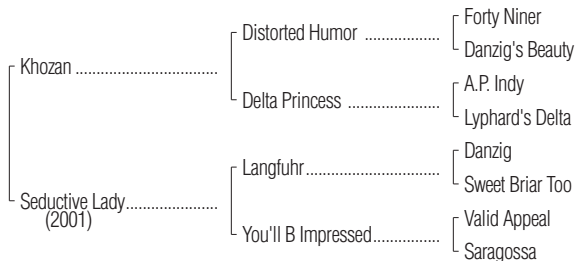 Forty Niner
Distorted Humor ..................
Danzig's Beauty
Khozan .................................
A.P. Indy
Delta Princess ......................
Lyphard's Delta
Danzig
Langfuhr................................
Sweet Briar Too
Seductive Lady......................
(2001)
Valid Appeal
You'll B Impressed................
Saragossa